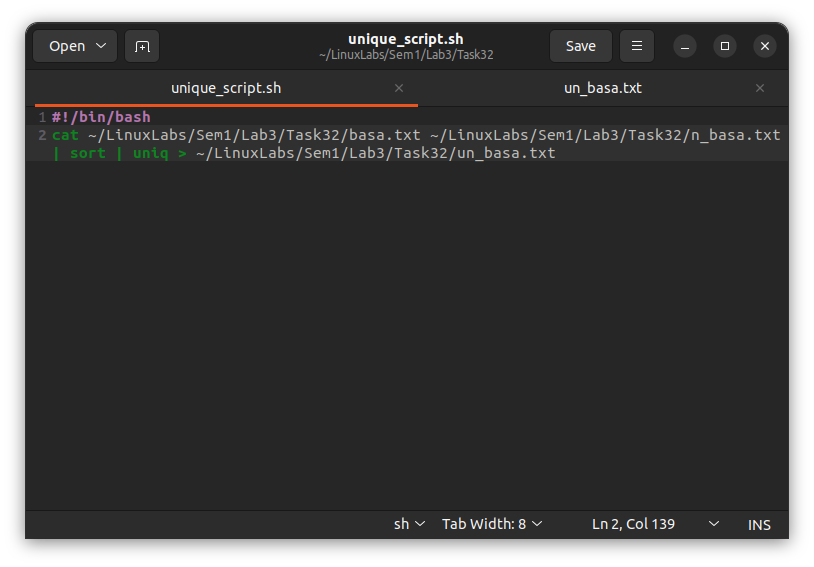 Open
unique_script.sh
~/LinuxLabs/Sem1/Lab3/Task32
Save
unique_script.sh
un_basa.txt
1 #!/bin/bash
2 cat ~/LinuxLabs/Sem1/Lab3/Task32/basa.txt ~/LinuxLabs/Sem1/Lab3/Task32/n_basa.txt
| sort | uniq > ~/LinuxLabs/Sem1/Lab3/Task32/un_basa.txt
sh Tab Width: 8 Ln 2, Col 139 INS